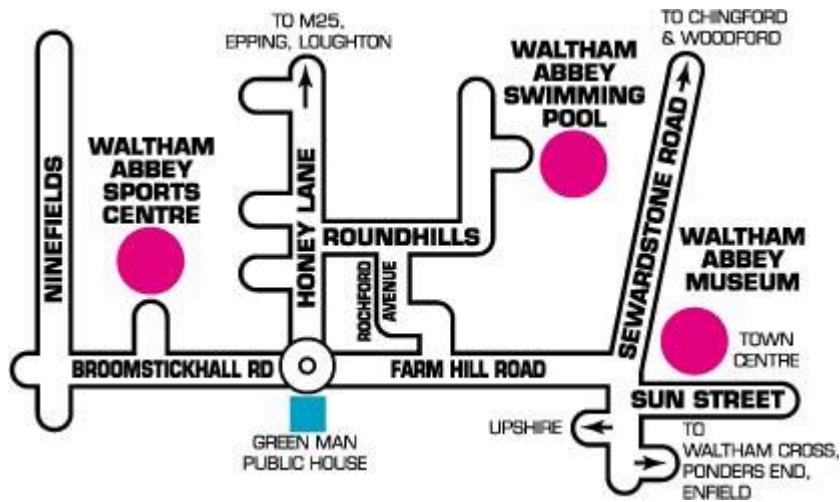 TO M25,
EPPING, LOUGHTON
TO CHINGFORD
& WOODFORD
WALTHAM
ABBEY
SWIMMING
POOL
WALTHAM
ABBEY
SPORTS
CENTRE
NINEFIELDS
HONEY LANE
ROUNDHILLS
ROCHFORD
AVENUE
SEWARDSTONE ROAD
WALTHAM
ABBEY
MUSEUM
TOWN
CENTRE
BROOMSTICKHALL RD
FARM HILL ROAD
SUN STREET
GREEN MAN
PUBLIC HOUSE
UPSHIRE
TO
WALTHAM CROSS,
PONDERS END,
ENFIELD